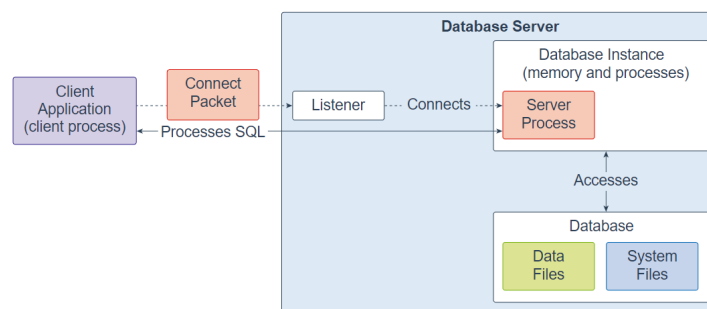 Database Server
Database Instance
(memory and processes)
Client
Application
(client process)
Connect
Packet
Listener
Connects
Server
Process
Processes SQL
Accesses
Database
Data
Files
System
Files